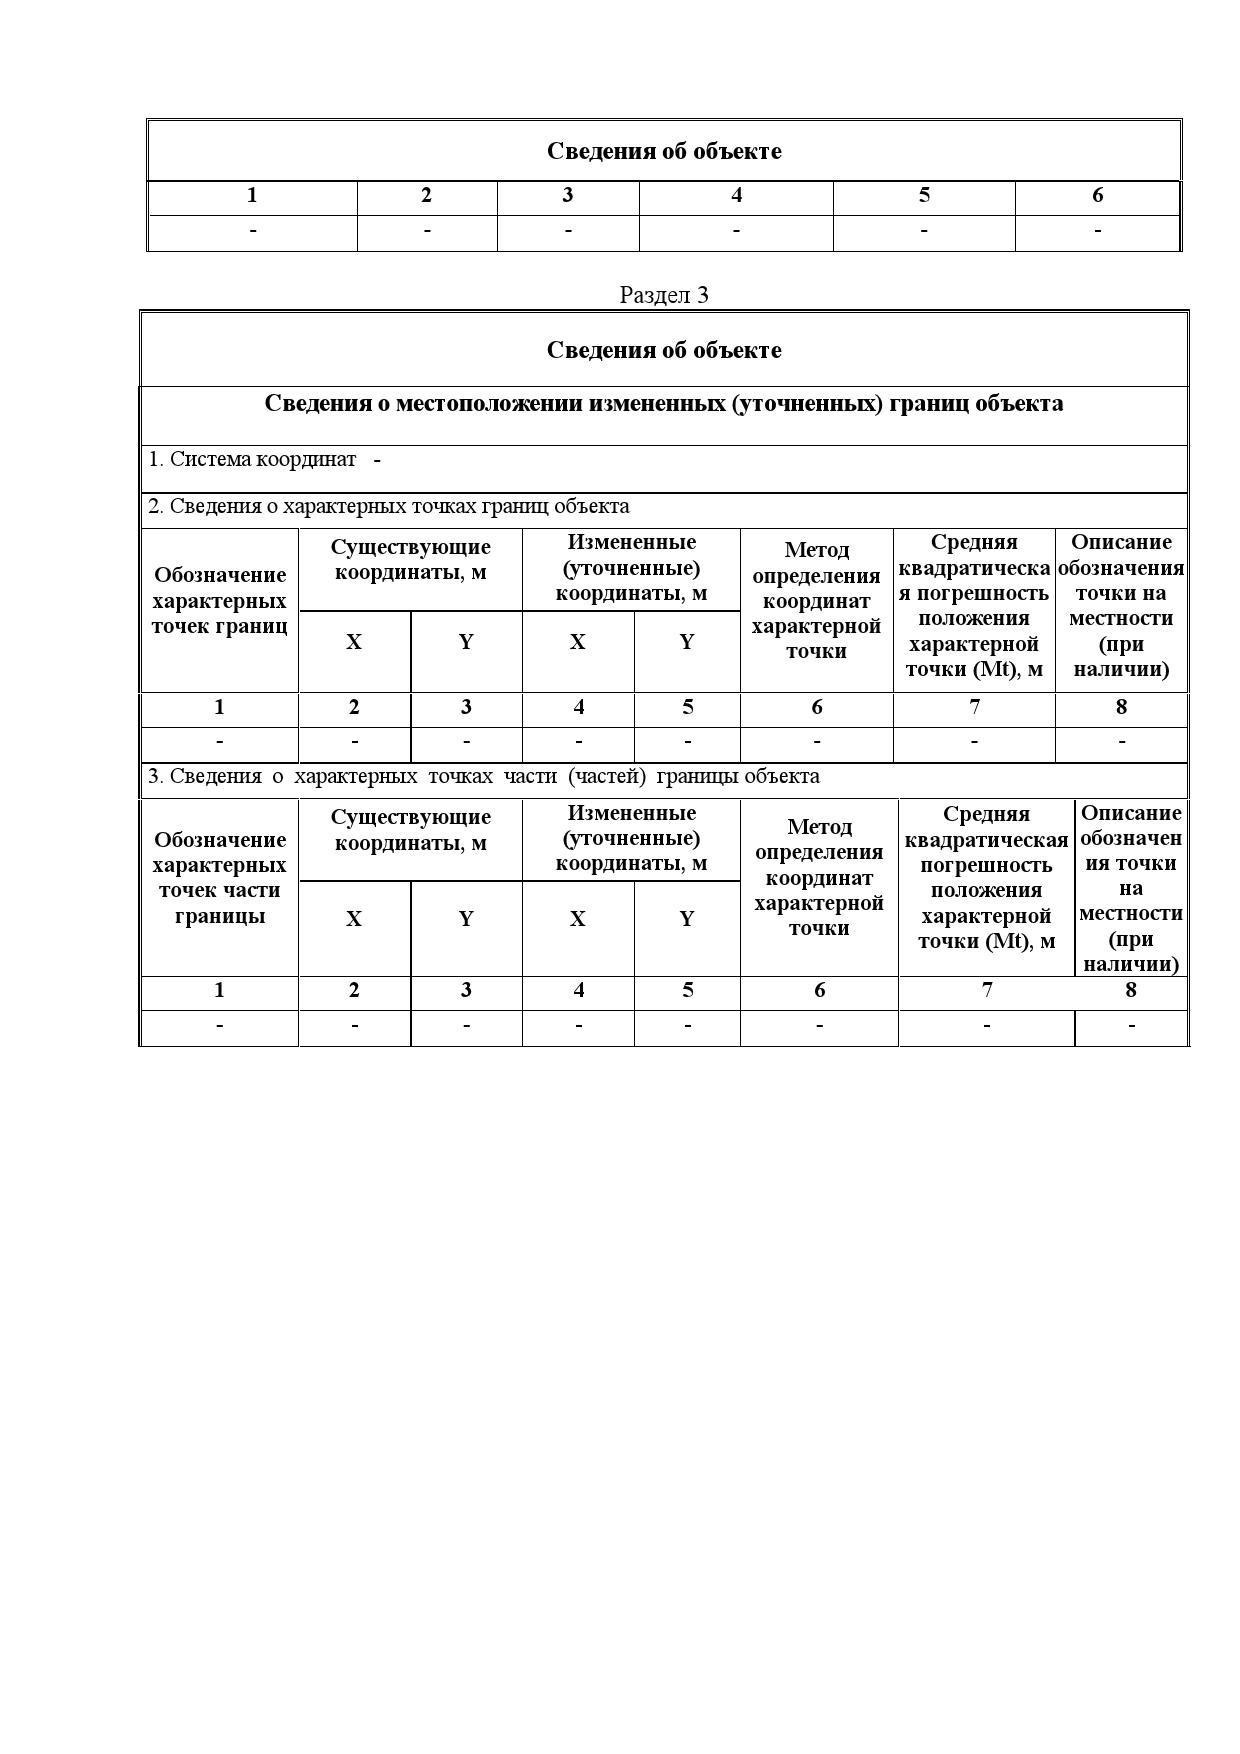 Сведения об объекте
1 2 3 4 5 6
- - - - - -
Раздел 3
Сведения об объекте
Сведения о местоположении измененных (уточненных) границ объекта
1. Система координат -
2. Сведения о характерных точках границ объекта
Обозначение
характерных
точек границ
Существующие
координаты, м
Измененные
(уточненные)
координаты, м
Метод
определения
координат
характерной
точки
Средняя
квадратическа
я погрешность
положения
характерной
точки (Mt), м
Описание
обозначения
точки на
местности
(при
наличии)
X Y X Y
1 2 3 4 5 6 7 8
- - - - - - - -
3. Сведения о характерных точках части (частей) границы объекта
Обозначение
характерных
точек части
границы
Существующие
координаты, м
Измененные
(уточненные)
координаты, м
Метод
определения
координат
характерной
точки
Средняя
квадратическая
погрешность
положения
характерной
точки (Mt), м
Описание
обозначен
ия точки
на
местности
(при
наличии)
X Y X Y
1 2 3 4 5 6 7 8
- - - - - - - -